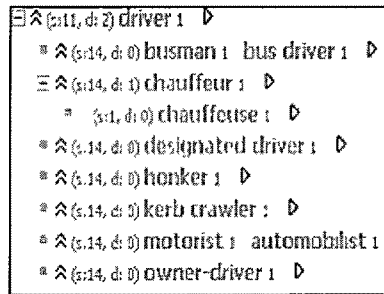 (s:11, d: 2) driver 1
(s:14, d: 0) busman 1 bus driver 1
(s:14, d: 1) chauffeur 1
(s:1, d: 0) chauffeuse 1
(s:14, d: 0) designated driver 1
(s:14, d: 0) honker 1
(s:14, d: 0) kerb crawler 1
(s:14, d: 0) motorist 1 automobilist 1
(s:14, d: 0) owner-driver 1